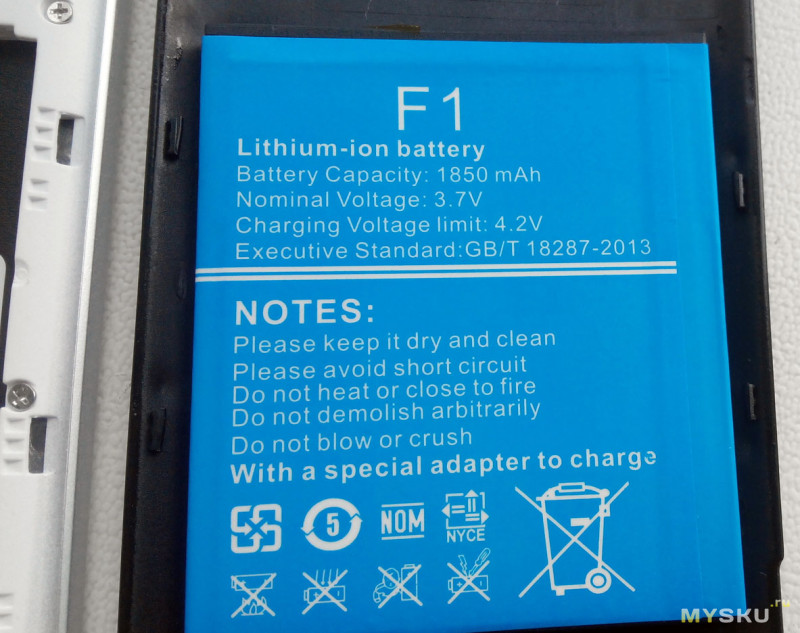 F1
Lithium-ion battery
Battery Capacity: 1850 mAh
Nominal Voltage: 3.7V
Charging Voltage limit: 4.2V
Executive Standard:GB/T 18287-2013
NOTES:
Please keep it dry and clean
Please avoid short circuit
Do not heat or close to fire
Do not demolish arbitrarily
Do not blow or crush
With a special adapter to charge
5
NOM
NYCE
MYSKU.ru